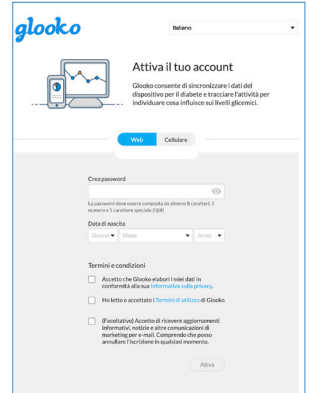 glooko
Italiano
Attiva il tuo account
Glooko consente di sincronizzare i dati del
dispositivo per il diabete e tracciare l'attività per
individuare cosa influisce sui livelli glicemici.
Web Cellulare
Crea password
La password deve essere composta da almeno 8 caratteri, 1
numero e 1 carattere speciale (!@#)
Data di nascita
Giorno Mese Anno
Termini e condizioni
Accetto che Glooko elabori i miei dati in
conformità alla sua Informativa sulla privacy.
Ho letto e accettato i Termini di utilizzo di Glooko
(Facoltativo) Accetto di ricevere aggiornamenti
informativi, notizie e altre comunicazioni di
marketing per e-mail. Comprendo che posso
annullare l'iscrizione in qualsiasi momento.
Attiva